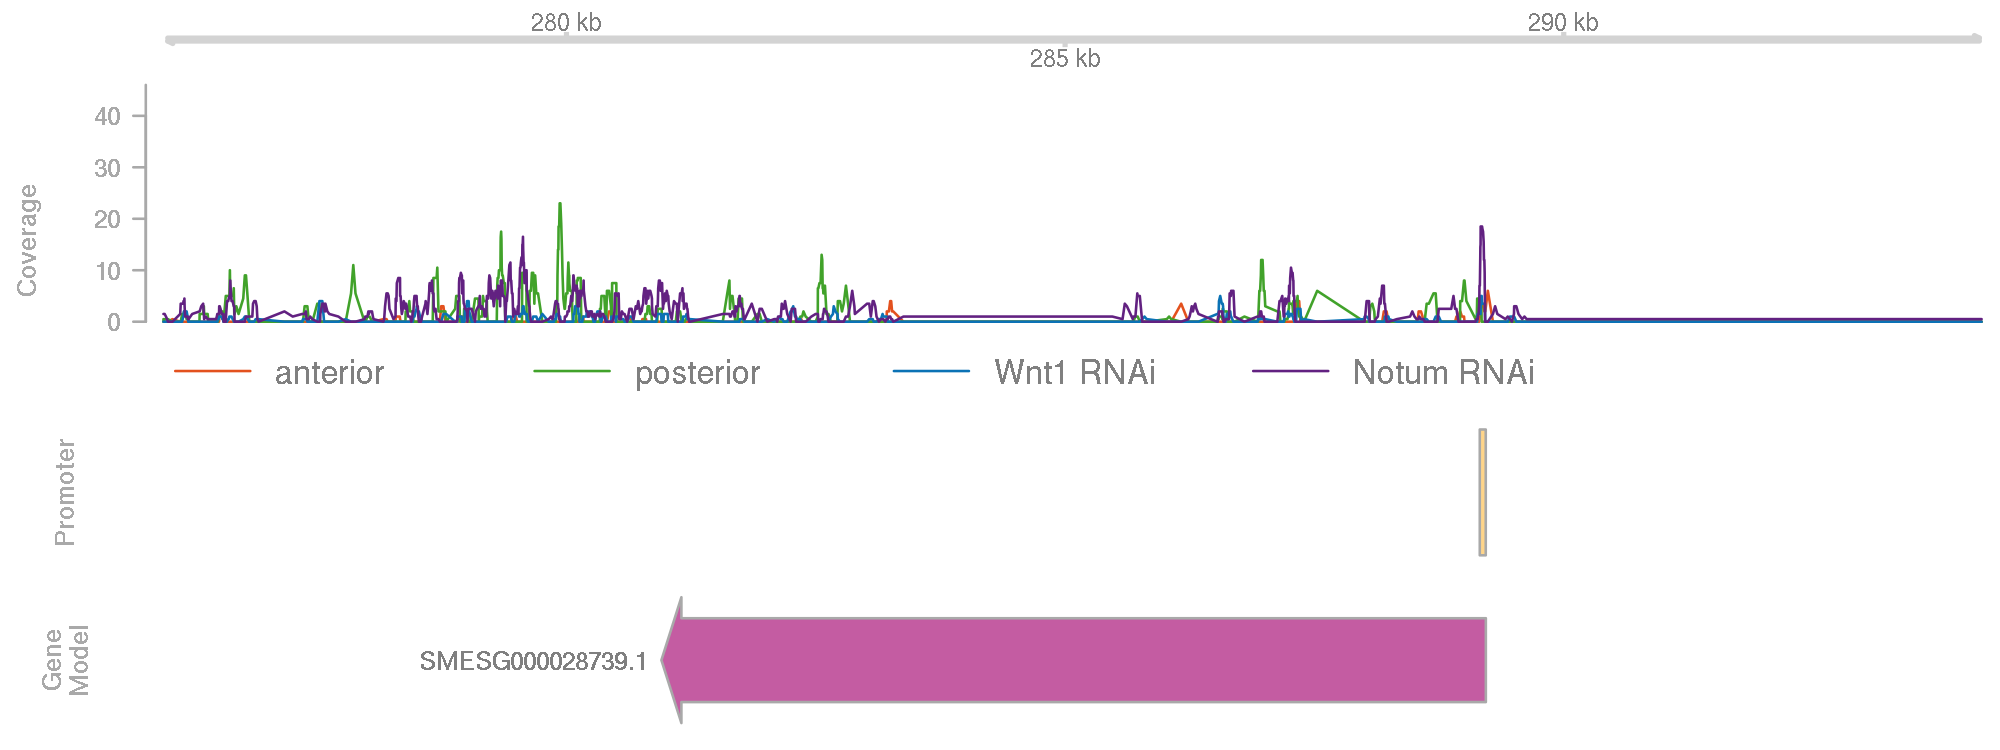 280 kb
290 kb
285 kb
Coverage
40
30
20
10
0
anterior
posterior
Wnt1 RNAi
Notum RNAi
Promoter
Gene
Model
SMESG000028739.1